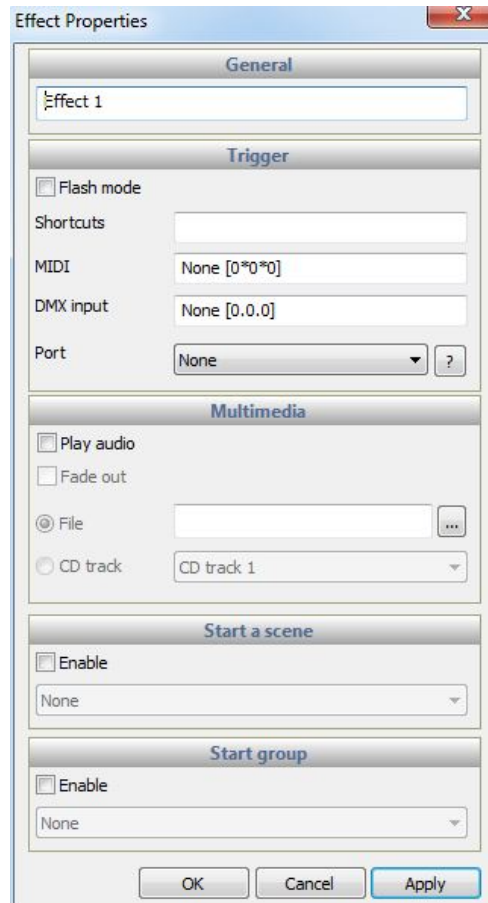 Effect Properties
x
General
Effect 1
Trigger
Flash mode
Shortcuts
MIDI None [0*0*0]
DMX input None [0.0.0]
Port None ?
Multimedia
Play audio
Fade out
File ...
CD track CD track 1
Start a scene
Enable
None
Start group
Enable
None
OK Cancel Apply